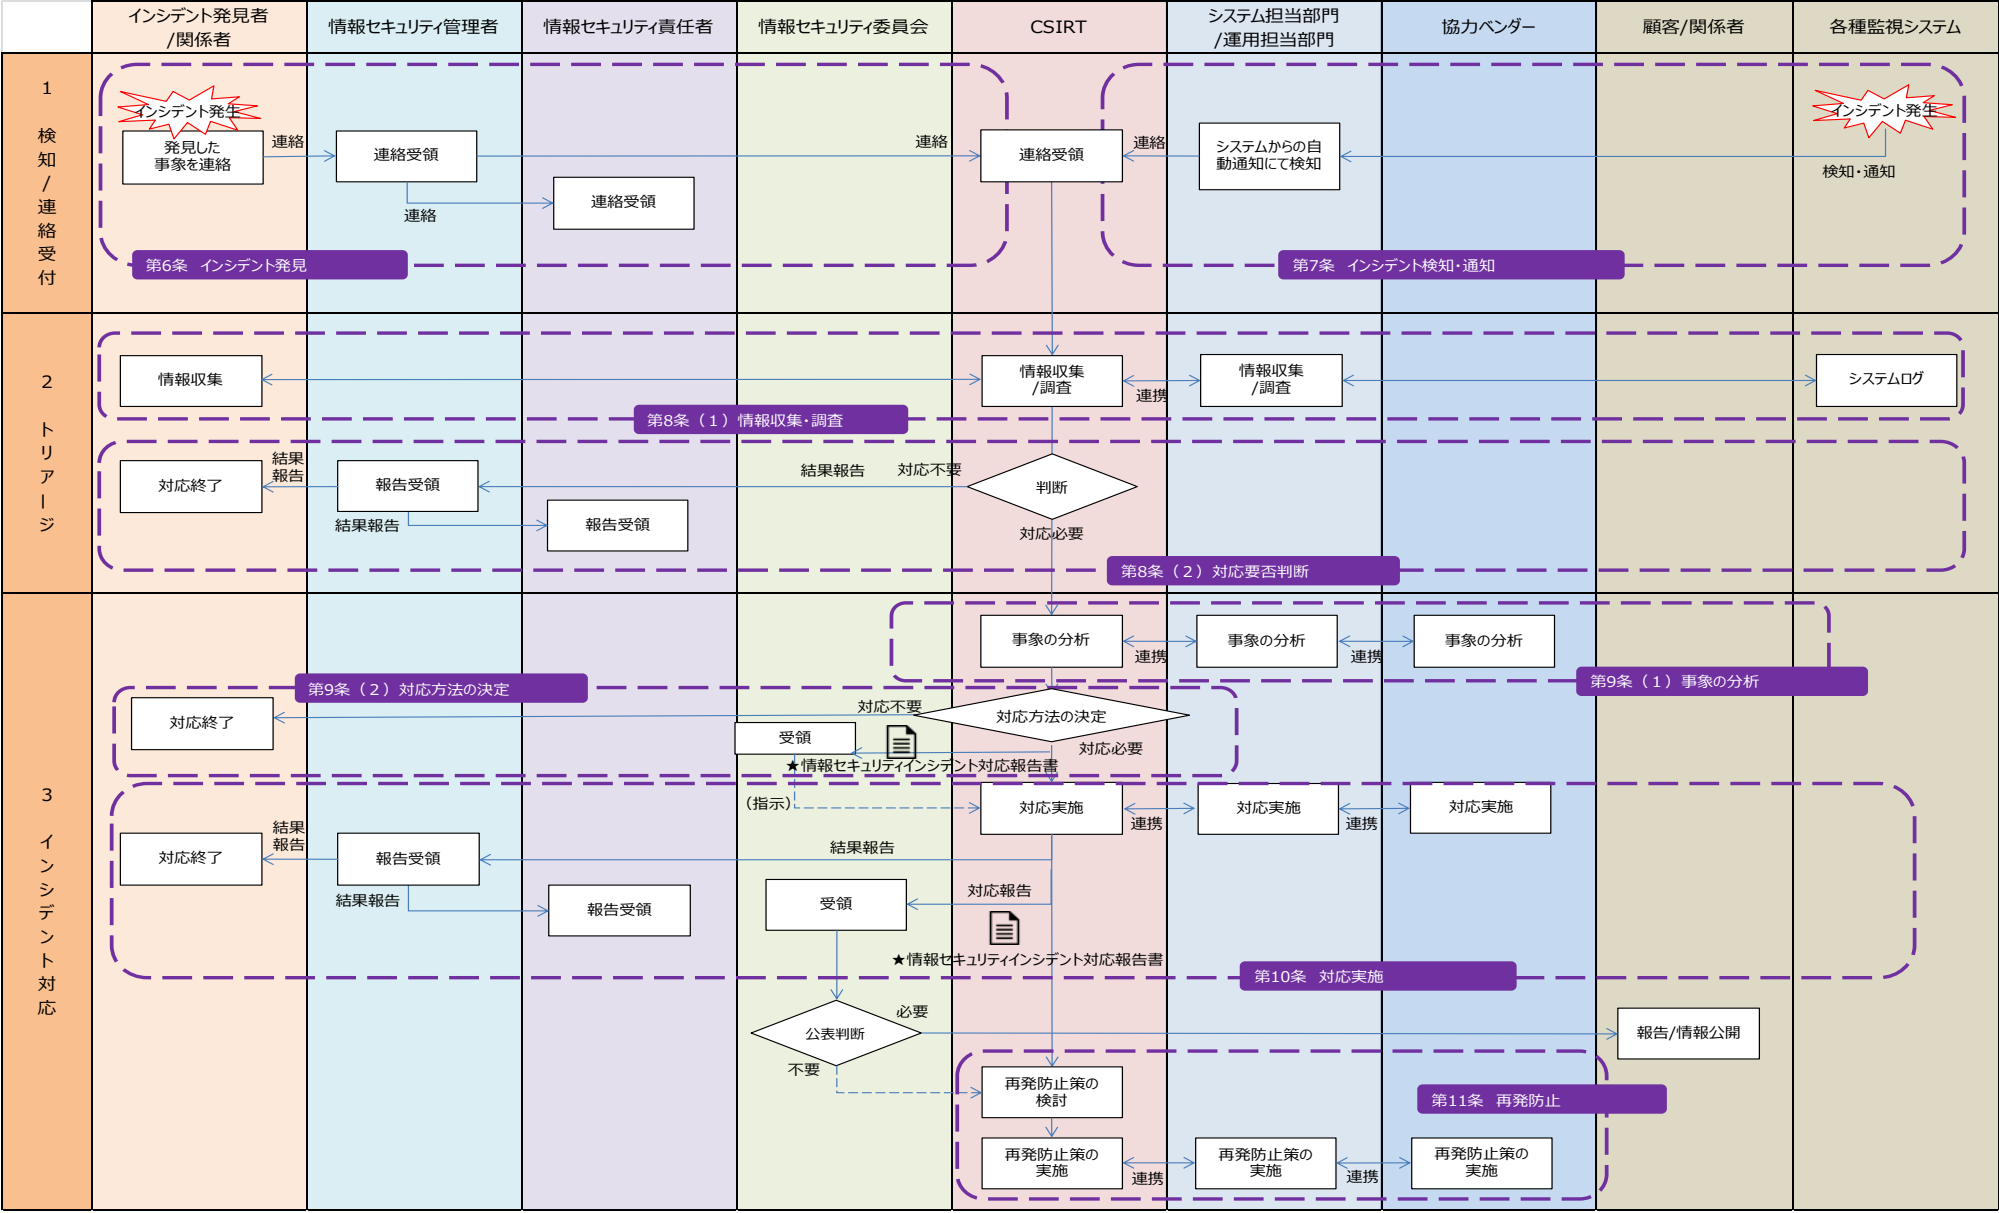 インシデント発見者
/関係者
情報セキュリティ管理者
情報セキュリティ責任者
情報セキュリティ委員会
CSIRT
システム担当部門
/運用担当部門
協力ベンダー
顧客/関係者
各種監視システム
1 検知/連絡受付
インシデント発生
発見した
事象を連絡
連絡
連絡受領
連絡
連絡受領
連絡
連絡受領
連絡
システムからの自
動通知にて検知
インシデント発生
検知・通知
第6条 インシデント発見
第7条 インシデント検知・通知
2 トリアージ
情報収集
情報収集
/調査
連携
情報収集
/調査
システムログ
第8条（1）情報収集・調査
対応終了
結果
報告
報告受領
結果報告
報告受領
結果報告
対応不要
判断
対応必要
第8条（2）対応要否判断
3 インシデント対応
事象の分析
連携
事象の分析
連携
事象の分析
第9条（1）事象の分析
第9条（2）対応方法の決定
対応終了
対応不要
対応方法の決定
対応必要
受領
★情報セキュリティインシデント対応報告書
（指示）
対応実施
連携
対応実施
連携
対応実施
対応終了
結果
報告
報告受領
結果報告
報告受領
結果報告
受領
対応報告
★情報セキュリティインシデント対応報告書
第10条 対応実施
公表判断
必要
不要
報告/情報公開
再発防止策の
検討
第11条 再発防止
再発防止策の
実施
連携
再発防止策の
実施
連携
再発防止策の
実施